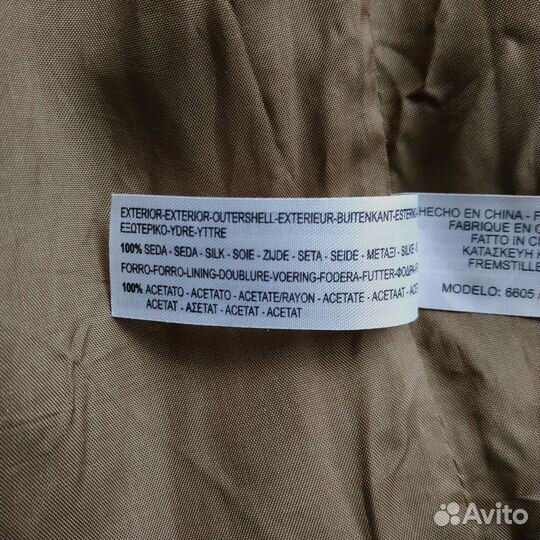 EXTERIOR-EXTERIOR-OUTERSHELL-EXTERIEUR-BUITENKANT-ESTERN
ΕΞΩΤΕΡΙΚΟ-YDRE-YTTRE
100% SEDA - SEDA - SILK - SOIE - ZIJDE - SETA - SEIDE - ΜΕΤΑΞΙ - SILKE
FORRO-FORRO-LINING-DOUBLURE-VOERING-FODERA-FUTTER-ΦΟΔΡΑ
100% ACETATO - ACETATO - ACETATE/RAYON - ACETATE - ACETAAT - ACET
ACETAT - ΑΣΕΤΑΤ - ACETAT - ACETAT
HECHO EN CHINA - F
FABRIQUE EN C
FATTO IN C
ΚΑΤΑΣΚΕΥΗ
FREMSTILLE
MODELO: 6605
Avito